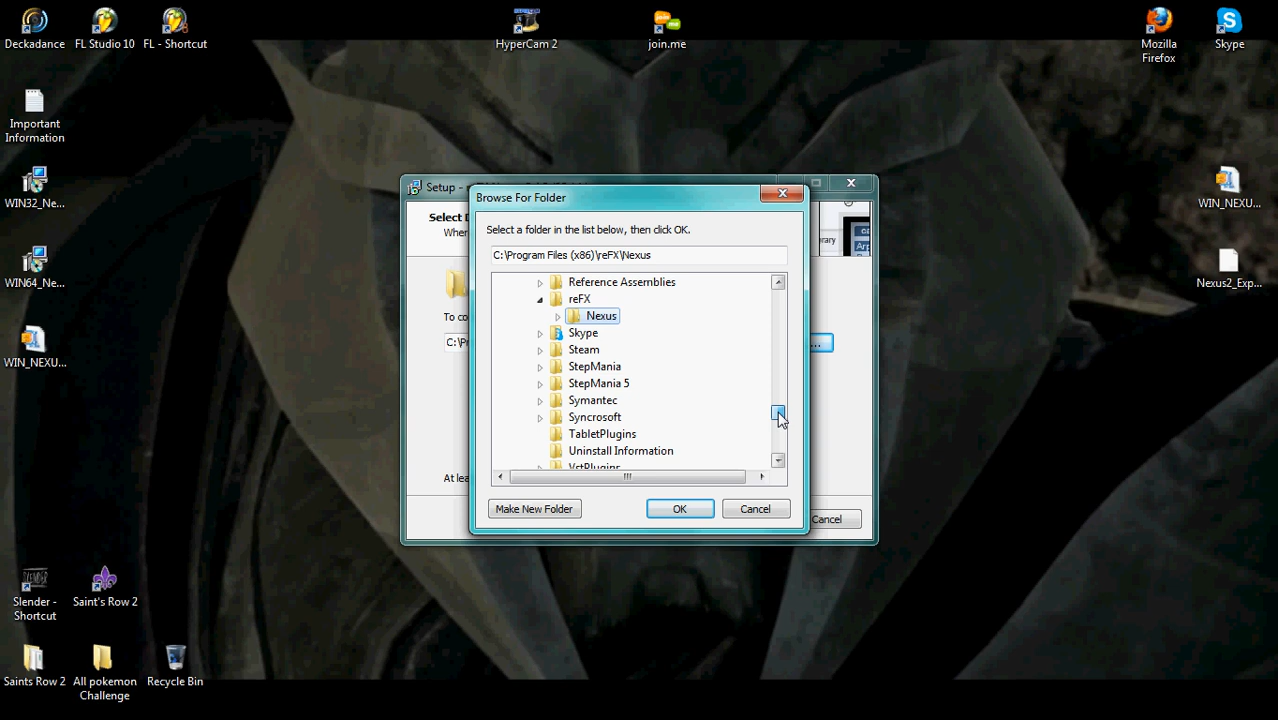 Deckadance
FL Studio 10
FL - Shortcut
HyperCam 2
join.me
Mozilla
Firefox
Skype
Important
Information
WIN32_Ne...
WIN64_Ne...
WIN_NEXU...
WIN_NEXU...
Nexus2_Exp...
Setup -
Select D
Whe
To co
C:\P
At lea
Cancel
Browse For Folder
Select a folder in the list below, then click OK.
C:\Program Files (x86)\reFX\Nexus
Reference Assemblies
reFX
Nexus
Skype
Steam
StepMania
StepMania 5
Symantec
Syncrosoft
TabletPlugins
Uninstall Information
VstPlugins
Make New Folder
OK
Cancel
Slender -
Shortcut
Saint's Row 2
Saints Row 2
All pokemon
Challenge
Recycle Bin